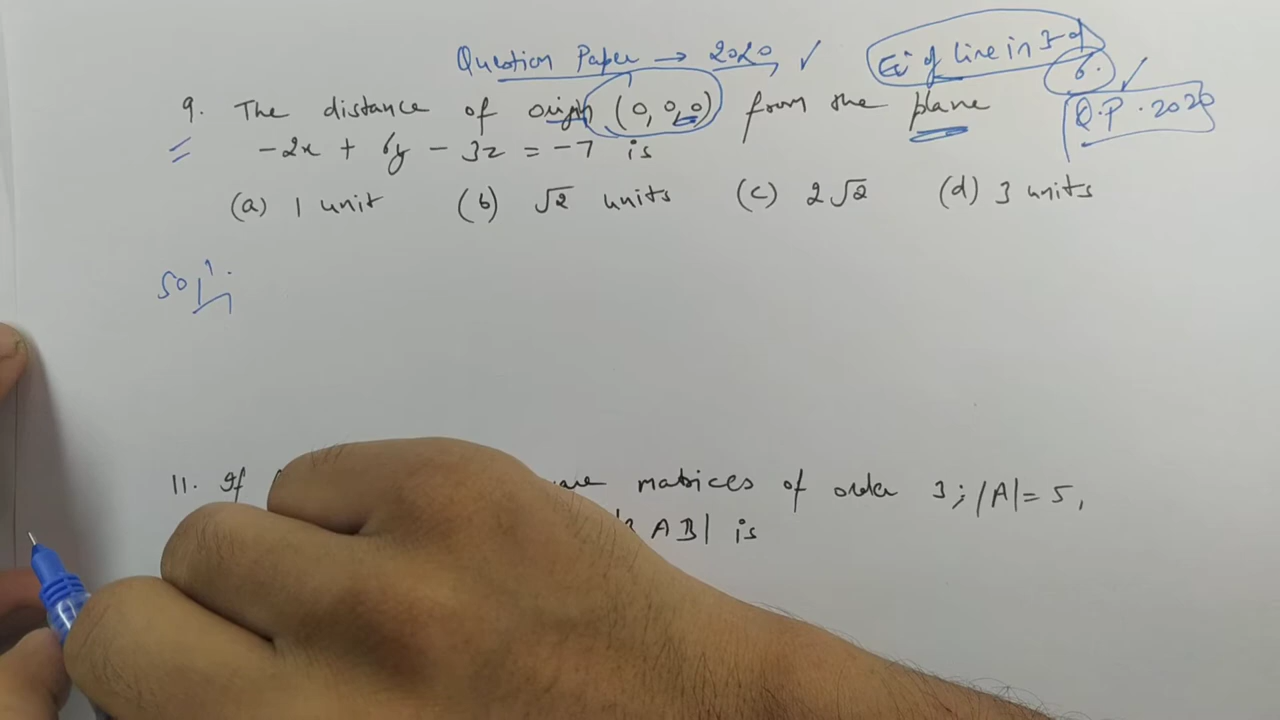 Question Paper → 2020 ✓
Eqⁿ of line in 3-d
6.
Q.P. 2020
9. The distance of origin (0, 0, 0) from the plane
-2x + 6y - 3z = -7 is
(a) 1 unit (b) √2 units (c) 2√2 (d) 3 units
Solⁿ.
11. If matrices of order 3; |A| = 5,
AB| is